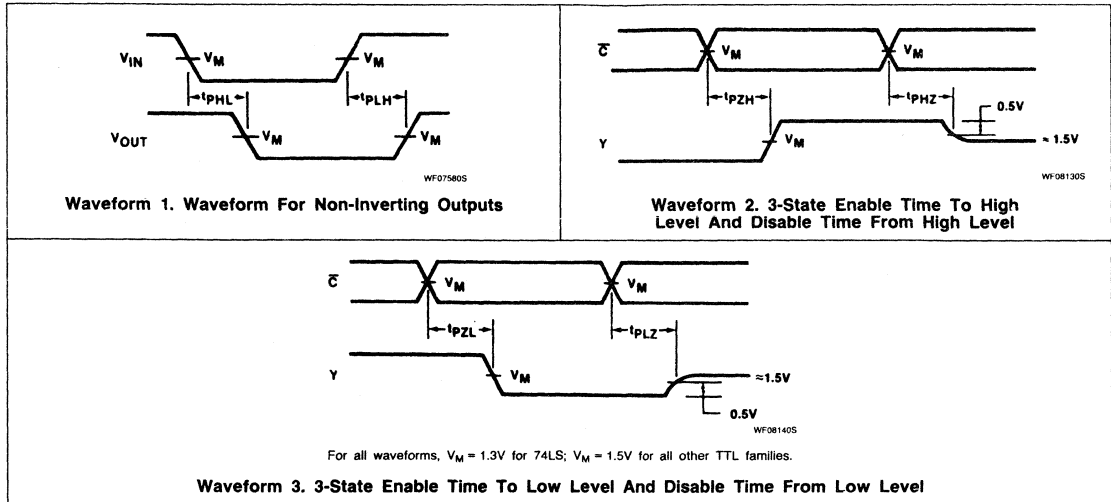 V_IN
V_M
V_M
t_PHL
t_PLH
V_OUT
V_M
V_M
WF07580S
Waveform 1. Waveform For Non-Inverting Outputs
C̄
V_M
V_M
t_PZH
t_PHZ
0.5V
Y
V_M
≈ 1.5V
WF08130S
Waveform 2. 3-State Enable Time To High
Level And Disable Time From High Level
C̄
V_M
V_M
t_PZL
t_PLZ
Y
V_M
≈1.5V
0.5V
WF08140S
For all waveforms, V_M = 1.3V for 74LS; V_M = 1.5V for all other TTL families.
Waveform 3. 3-State Enable Time To Low Level And Disable Time From Low Level